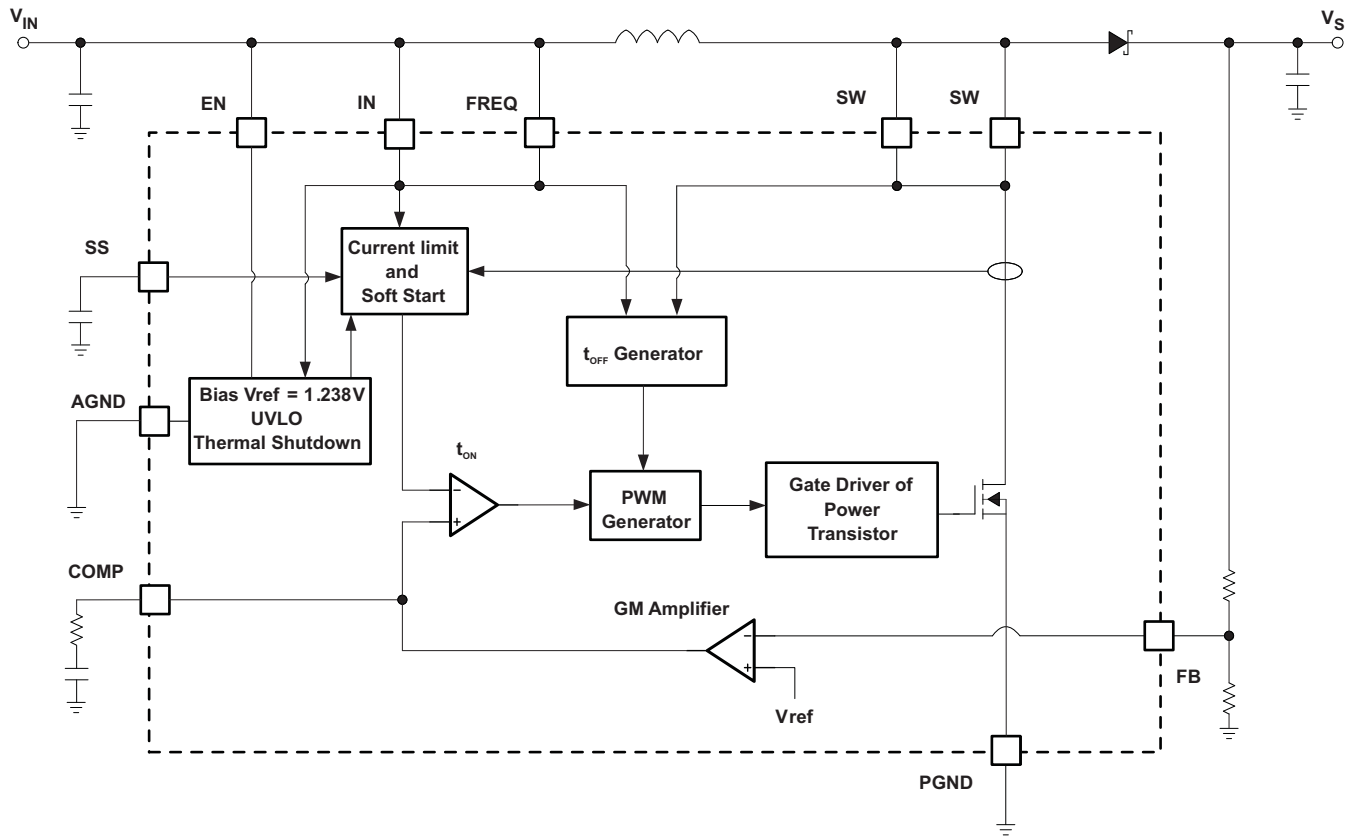 VIN
VS
EN
IN
FREQ
SW
SW
SS
Current limit
and
Soft Start
tOFF Generator
AGND
Bias Vref = 1.238V
UVLO
Thermal Shutdown
tON
−
+
PWM
Generator
Gate Driver of
Power
Transistor
COMP
GM Amplifier
−
+
Vref
FB
PGND